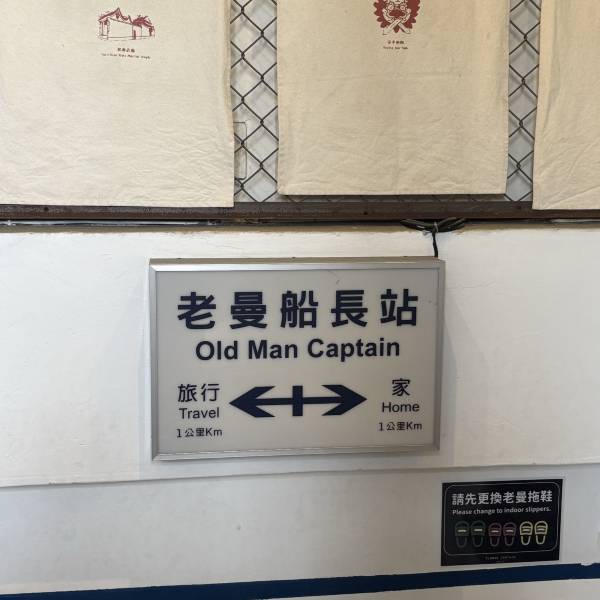 老曼船長站
Old Man Captain
旅行
Travel
1公里Km
家
Home
1公里Km
請先更換老曼拖鞋
Please change to indoor slippers.